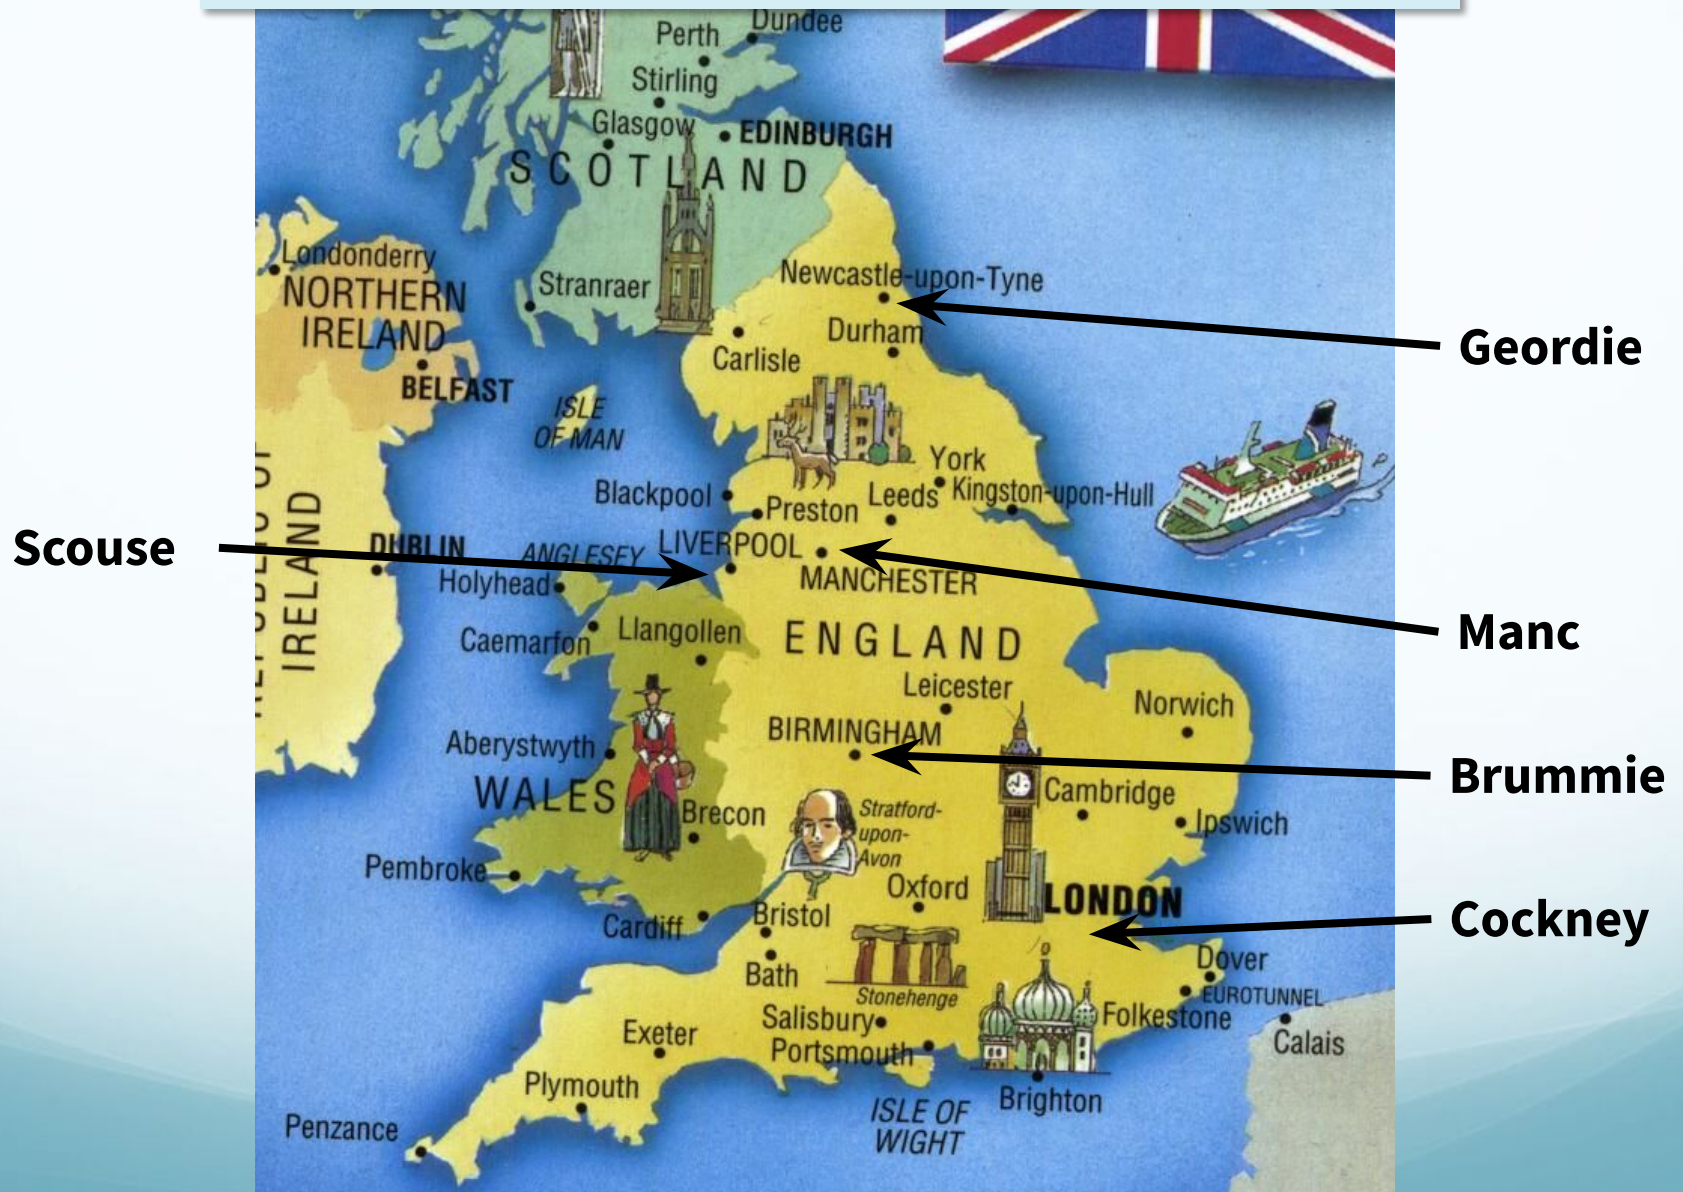 Dundee
Perth
Stirling
Glasgow
EDINBURGH
SCOTLAND
Londonderry
NORTHERN
IRELAND
BELFAST
Stranraer
Newcastle-upon-Tyne
Durham
Carlisle
Geordie
ISLE
OF MAN
York
Blackpool
Preston
Leeds
Kingston-upon-Hull
Scouse
DUBLIN
ANGLESEY
LIVERPOOL
Holyhead
MANCHESTER
IRELAND
Caemarfon
Llangollen
ENGLAND
Manc
Leicester
Norwich
BIRMINGHAM
Aberystwyth
Brummie
WALES
Cambridge
Brecon
Stratford-
upon-
Avon
Ipswich
Pembroke
Oxford
LONDON
Cockney
Cardiff
Bristol
Bath
Dover
Stonehenge
EUROTUNNEL
Salisbury
Folkestone
Exeter
Portsmouth
Calais
Plymouth
Brighton
ISLE OF
WIGHT
Penzance